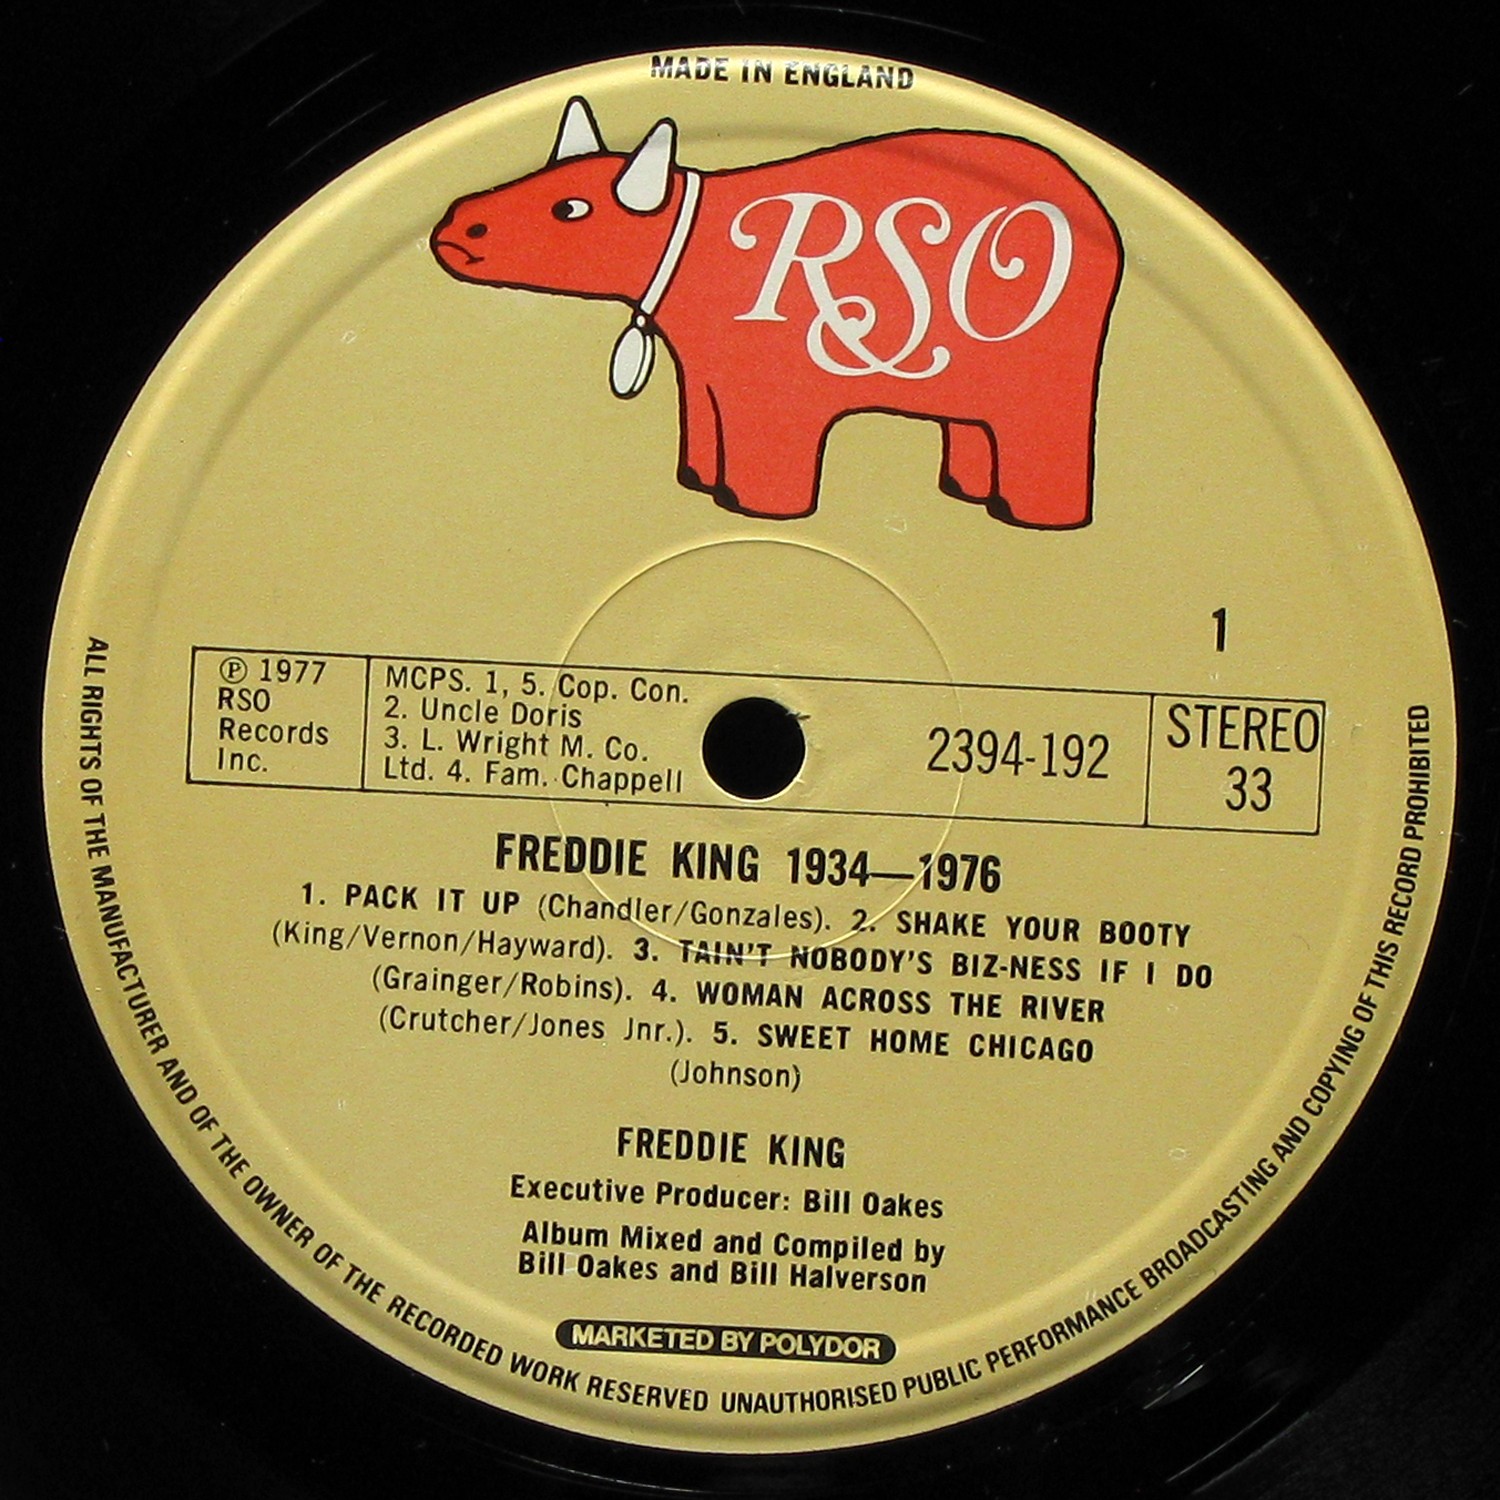 MADE IN ENGLAND
RSO
1
℗ 1977
RSO
Records
Inc.
MCPS. 1, 5. Cop. Con.
2. Uncle Doris
3. L. Wright M. Co.
Ltd. 4. Fam. Chappell
2394-192
STEREO
33
FREDDIE KING 1934—1976
1. PACK IT UP (Chandler/Gonzales). 2. SHAKE YOUR BOOTY
(King/Vernon/Hayward). 3. TAIN'T NOBODY'S BIZ-NESS IF I DO
(Grainger/Robins). 4. WOMAN ACROSS THE RIVER
(Crutcher/Jones Jnr.). 5. SWEET HOME CHICAGO
(Johnson)
FREDDIE KING
Executive Producer: Bill Oakes
Album Mixed and Compiled by
Bill Oakes and Bill Halverson
MARKETED BY POLYDOR
ALL RIGHTS OF THE MANUFACTURER AND OF THE OWNER OF THE RECORDED WORK RESERVED UNAUTHORISED PUBLIC PERFORMANCE BROADCASTING AND COPYING OF THIS RECORD PROHIBITED